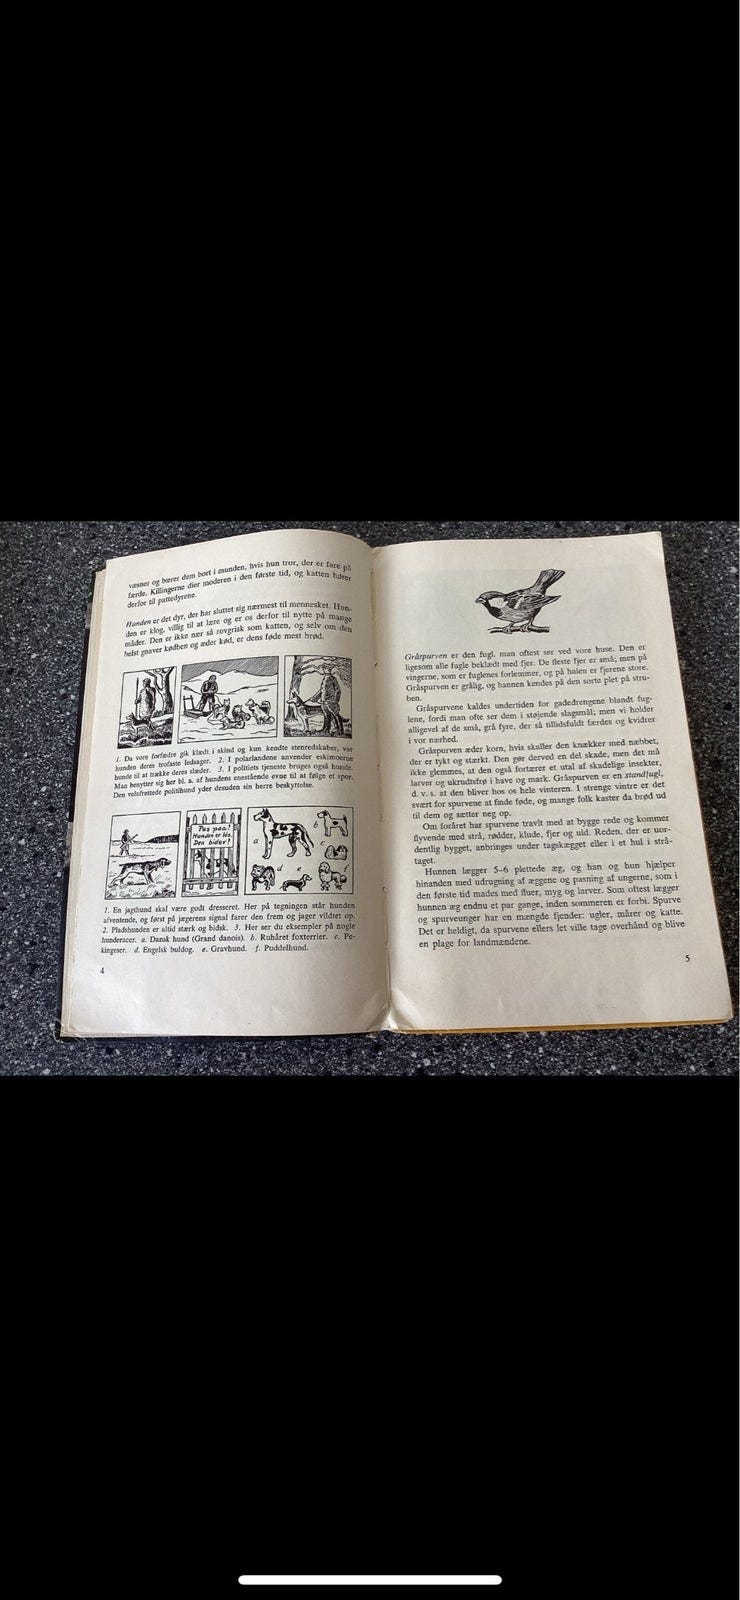 væsner og bærer dem bort i munden, hvis hun tror, der er fare på
færde. Killingerne dier moderen i den første tid, og katten hører
derfor til pattedyrene.
Hunden er det dyr, der har sluttet sig nærmest til mennesket. Hun-
den er klog, villig til at lære og er os derfor til nytte på mange
måder. Den er ikke nær så rovgrisk som katten, og selv om den
helst gnaver kødben og æder kød, er dens føde mest brød.
1. Da vore forfædre gik klædt i skind og kun kendte stenredskaber, var
hunden deres trofaste ledsager. 2. I polarlandene anvender eskimoerne
hunde til at trække deres slæder. 3. I politiets tjeneste bruges også hunde.
Man benytter sig her bl. a. af hundens enestående evne til at følge et spor.
Den velafrettede politihund yder desuden sin herre beskyttelse.
Pas paa!
Hunden er løs.
Den bider!
a
b
c
d
e
f
1. En jagthund skal være godt dresseret. Her på tegningen står hunden
afventende, og først på jægerens signal farer den frem og jager vildtet op.
2. Pladshunden er altid stærk og bidsk. 3. Her ser du eksempler på nogle
hunderacer. a. Dansk hund (Grand danois). b. Ruhåret foxterrier. c. Pe-
kingeser. d. Engelsk buldog. e. Gravhund. f. Puddelhund.
4
Gråspurven er den fugl, man oftest ser ved vore huse. Den er
ligesom alle fugle beklædt med fjer. De fleste fjer er små; men på
vingerne, som er fuglenes forlemmer, og på halen er fjerene store.
Gråspurven er grålig, og hannen kendes på den sorte plet på stru-
ben.
Gråspurvene kaldes undertiden for gadedrengene blandt fug-
lene, fordi man ofte ser dem i støjende slagsmål; men vi holder
alligevel af de små, grå fyre, der så tillidsfuldt færdes og kvidrer
i vor nærhed.
Gråspurven æder korn, hvis skaller den knækker med næbbet,
der er tykt og stærkt. Den gør derved en del skade, men det må
ikke glemmes, at den også fortærer et utal af skadelige insekter,
larver og ukrudtsfrø i have og mark. Gråspurven er en standfugl,
d. v. s. at den bliver hos os hele vinteren. I strenge vintre er det
svært for spurvene at finde føde, og mange folk kaster da brød ud
til dem og sætter neg op.
Om foråret har spurvene travlt med at bygge rede og kommer
flyvende med strå, rødder, klude, fjer og uld. Reden, der er uor-
dentlig bygget, anbringes under tagskægget eller i et hul i strå-
taget.
Hunnen lægger 5–6 plettede æg, og han og hun hjælper
hinanden med udrugning af æggene og pasning af ungerne, som i
den første tid mades med fluer, myg og larver. Som oftest lægger
hunnen æg endnu et par gange, inden sommeren er forbi. Spurve
og spurveunger har en mængde fjender: ugler, mårer og katte.
Det er heldigt, da spurvene ellers let ville tage overhånd og blive
en plage for landmændene.
5